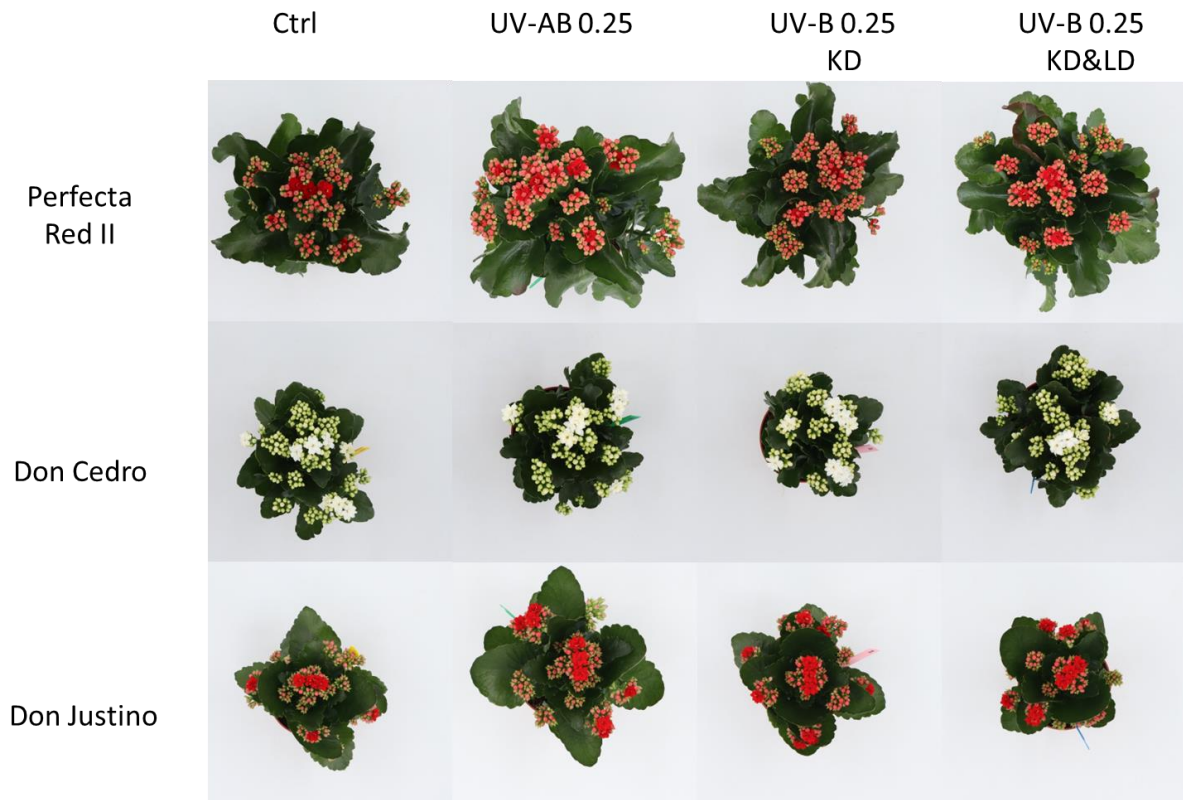 Ctrl
UV-AB 0.25
UV-B 0.25
KD
UV-B 0.25
KD&LD
Perfecta
Red II
Don Cedro
Don Justino